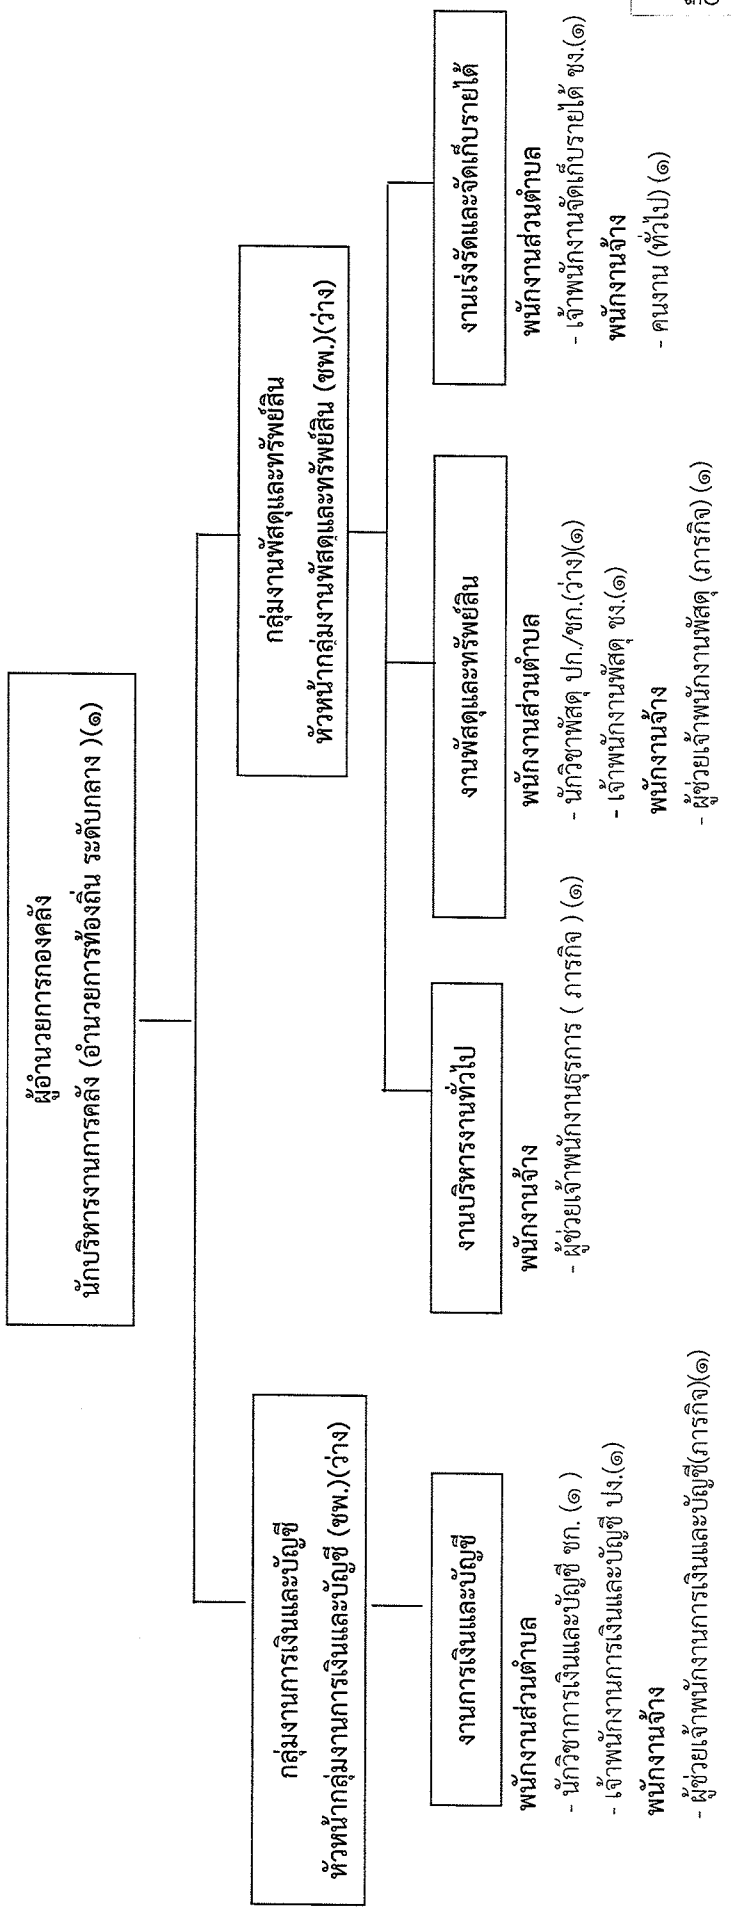 ผู้อำนวยการกองคลัง
นักบริหารงานการคลัง (อำนวยการท้องถิ่น ระดับกลาง )(๑)
กลุ่มงานการเงินและบัญชี
หัวหน้ากลุ่มงานการเงินและบัญชี (ชพ.)(ว่าง)
กลุ่มงานพัสดุและทรัพย์สิน
หัวหน้ากลุ่มงานพัสดุและทรัพย์สิน (ชพ.)(ว่าง)
งานการเงินและบัญชี
พนักงานส่วนตำบล
- นักวิชาการเงินและบัญชี ชก. (๑ )
- เจ้าพนักงานการเงินและบัญชี ปง.(๑)
พนักงานจ้าง
- ผู้ช่วยเจ้าพนักงานการเงินและบัญชี(ภารกิจ)(๑)
งานบริหารงานทั่วไป
พนักงานจ้าง
- ผู้ช่วยเจ้าพนักงานธุรการ ( ภารกิจ ) (๑)
งานพัสดุและทรัพย์สิน
พนักงานส่วนตำบล
- นักวิชาพัสดุ ปก./ชก.(ว่าง)(๑)
- เจ้าพนักงานพัสดุ ชง.(๑)
พนักงานจ้าง
- ผู้ช่วยเจ้าพนักงานพัสดุ (ภารกิจ) (๑)
งานเร่งรัดและจัดเก็บรายได้
พนักงานส่วนตำบล
- เจ้าพนักงานจัดเก็บรายได้ ชง.(๑)
พนักงานจ้าง
- คนงาน (ทั่วไป) (๑)